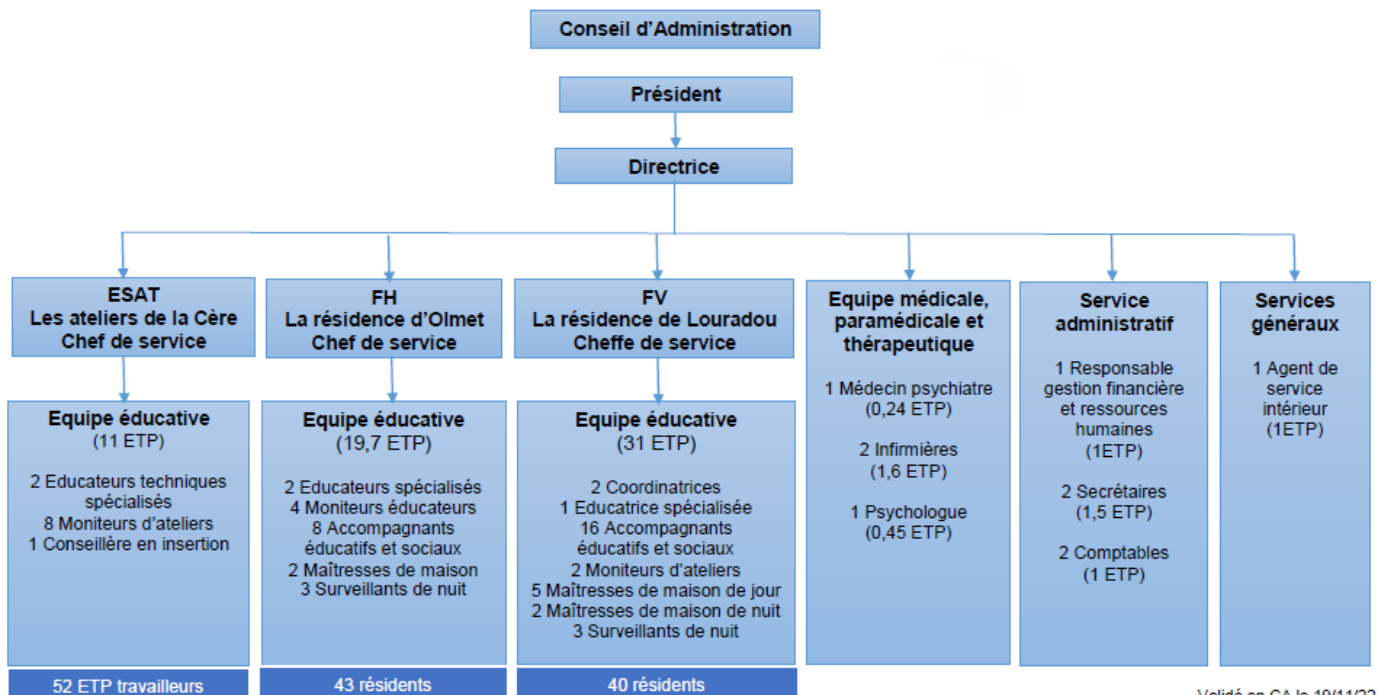 Conseil d'Administration
Président
Directrice
ESAT
Les ateliers de la Cère
Chef de service
FH
La résidence d'Olmet
Chef de service
FV
La résidence de Louradou
Cheffe de service
Equipe médicale,
paramédicale et
thérapeutique
1 Médecin psychiatre
(0,24 ETP)
2 Infirmières
(1,6 ETP)
1 Psychologue
(0,45 ETP)
Service
administratif
1 Responsable
gestion financière
et ressources
humaines
(1ETP)
2 Secrétaires
(1,5 ETP)
2 Comptables
(1 ETP)
Services
généraux
1 Agent de
service
intérieur
(1ETP)
Equipe éducative
(11 ETP)
2 Educateurs techniques
spécialisés
8 Moniteurs d'ateliers
1 Conseillère en insertion
52 ETP travailleurs
Equipe éducative
(19,7 ETP)
2 Educateurs spécialisés
4 Moniteurs éducateurs
8 Accompagnants
éducatifs et sociaux
2 Maîtresses de maison
3 Surveillants de nuit
43 résidents
Equipe éducative
(31 ETP)
2 Coordinatrices
1 Educatrice spécialisée
16 Accompagnants
éducatifs et sociaux
2 Moniteurs d'ateliers
5 Maîtresses de maison de jour
2 Maîtresses de maison de nuit
3 Surveillants de nuit
40 résidents
Validé en CA le